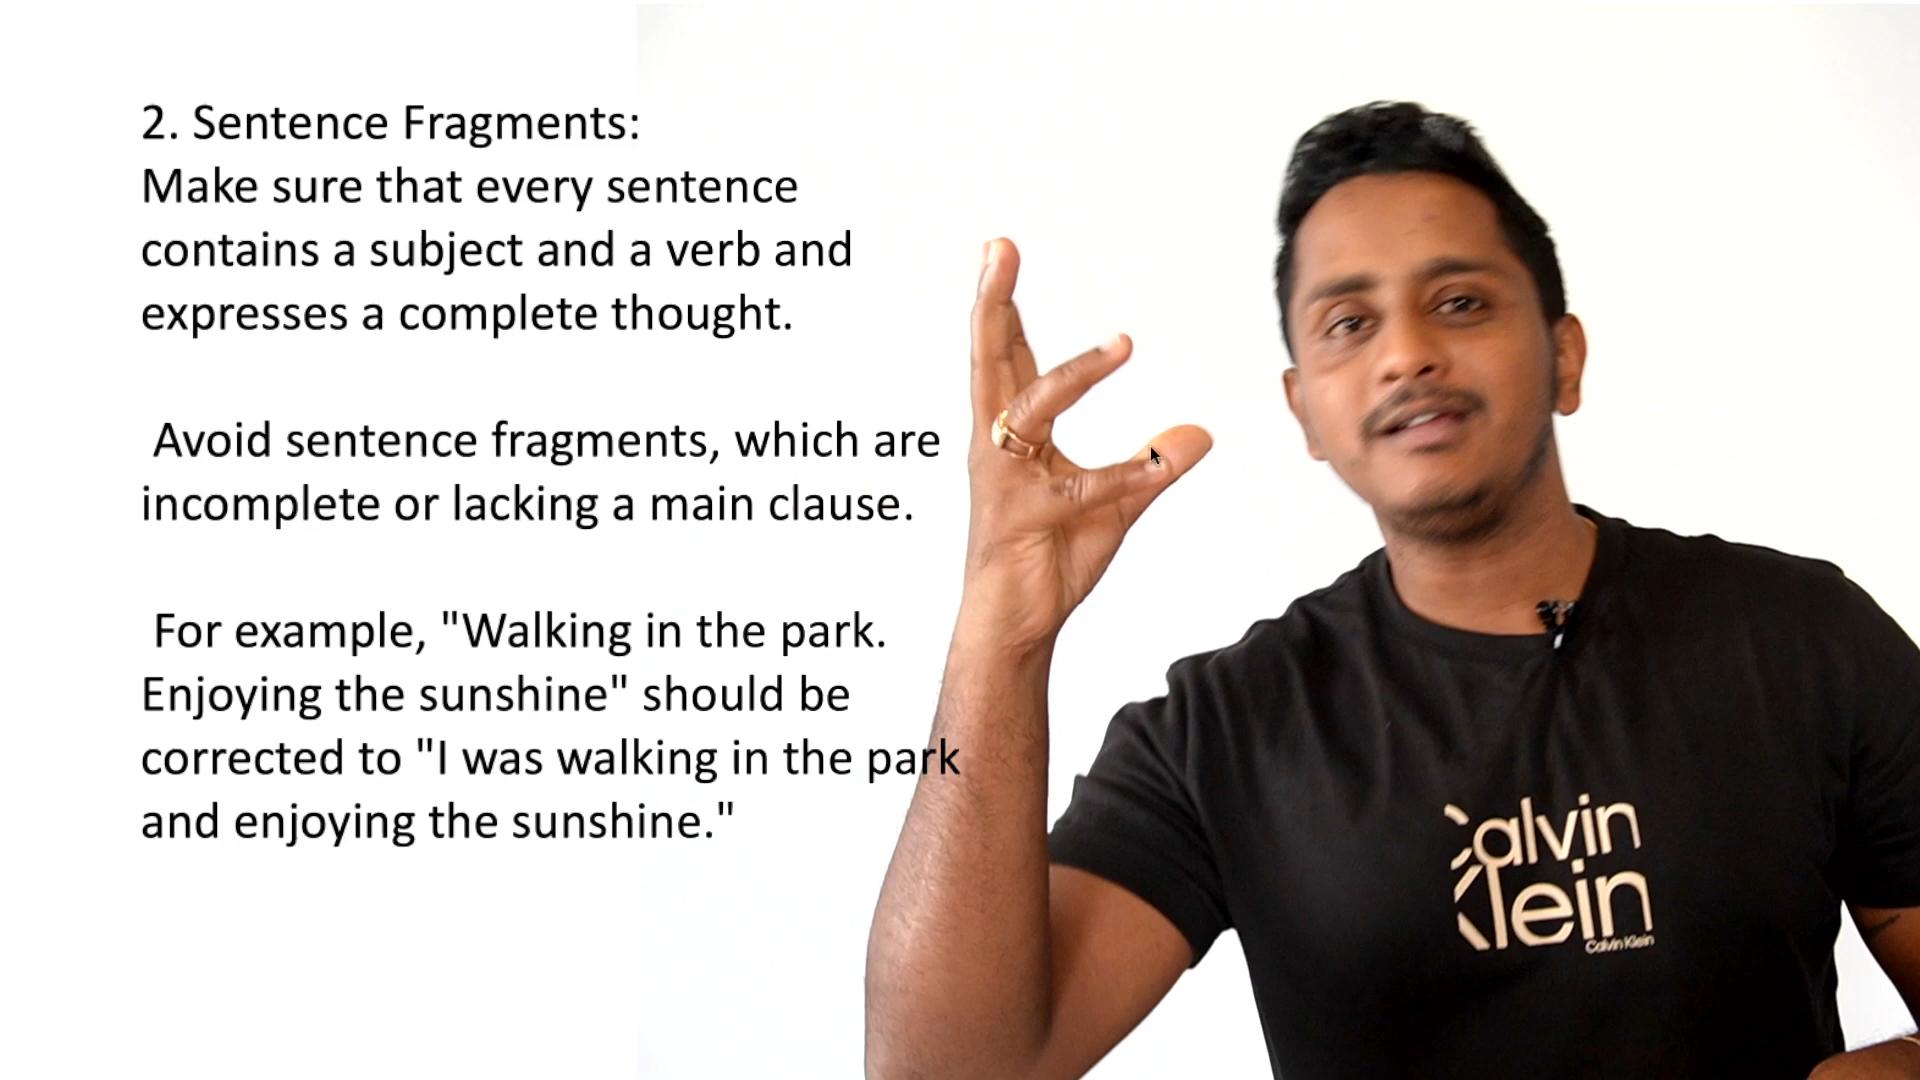 2. Sentence Fragments:
Make sure that every sentence
contains a subject and a verb and
expresses a complete thought.
Avoid sentence fragments, which are
incomplete or lacking a main clause.
For example, "Walking in the park.
Enjoying the sunshine" should be
corrected to "I was walking in the park
and enjoying the sunshine."
Calvin
Klein
Calvin Klein